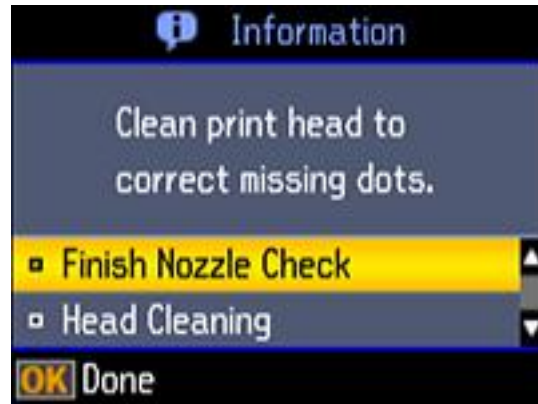 Information
Clean print head to
correct missing dots.
Finish Nozzle Check
Head Cleaning
OK Done